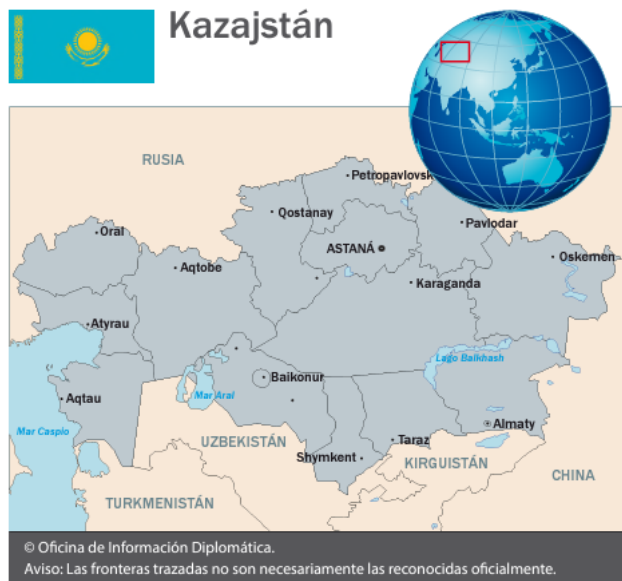 Kazajstán
RUSIA
Petropavlovsk
Qostanay
Pavlodar
Oral
ASTANÁ
Oskemen
Aqtobe
Karaganda
Atyrau
Lago Balkhash
Baikonur
Mar Aral
Aqtau
Almaty
Mar Caspio
UZBEKISTÁN
Taraz
Shymkent
KIRGUISTÁN
CHINA
TURKMENISTÁN
© Oficina de Información Diplomática.
Aviso: Las fronteras trazadas no son necesariamente las reconocidas oficialmente.